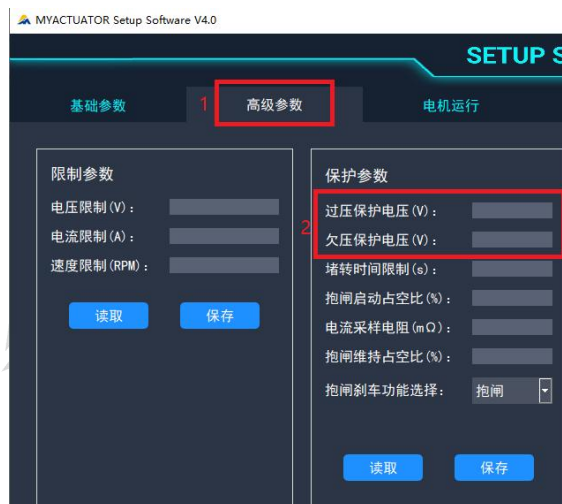 MYACTUATOR Setup Software V4.0
SETUP S
基础参数
1
高级参数
电机运行
限制参数
电压限制(V):
电流限制(A):
速度限制(RPM):
读取
保存
保护参数
2
过压保护电压(V):
欠压保护电压(V):
堵转时间限制(s):
抱闸启动占空比(%):
电流采样电阻(mΩ):
抱闸维持占空比(%):
抱闸刹车功能选择:
抱闸
读取
保存